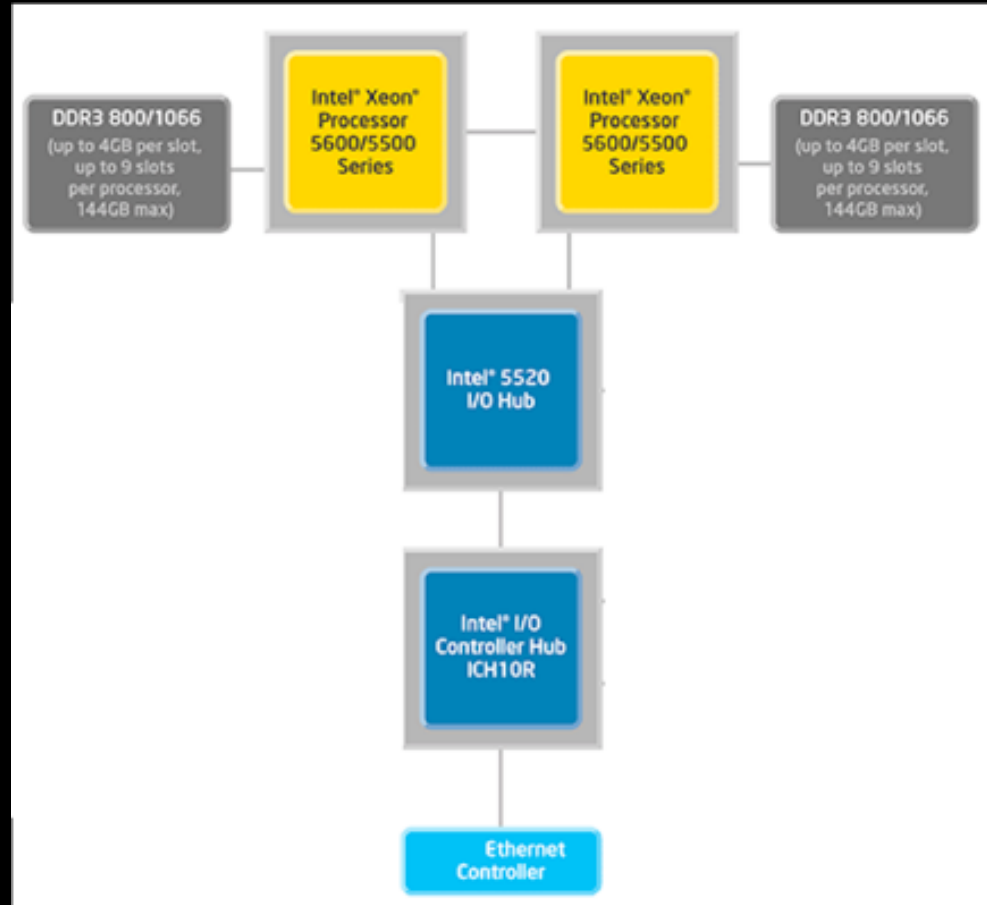 DDR3 800/1066
(up to 4GB per slot,
up to 9 slots
per processor,
144GB max)
Intel® Xeon®
Processor
5600/5500
Series
Intel® Xeon®
Processor
5600/5500
Series
DDR3 800/1066
(up to 4GB per slot,
up to 9 slots
per processor,
144GB max)
Intel® 5520
I/O Hub
Intel® I/O
Controller Hub
ICH10R
Ethernet
Controller